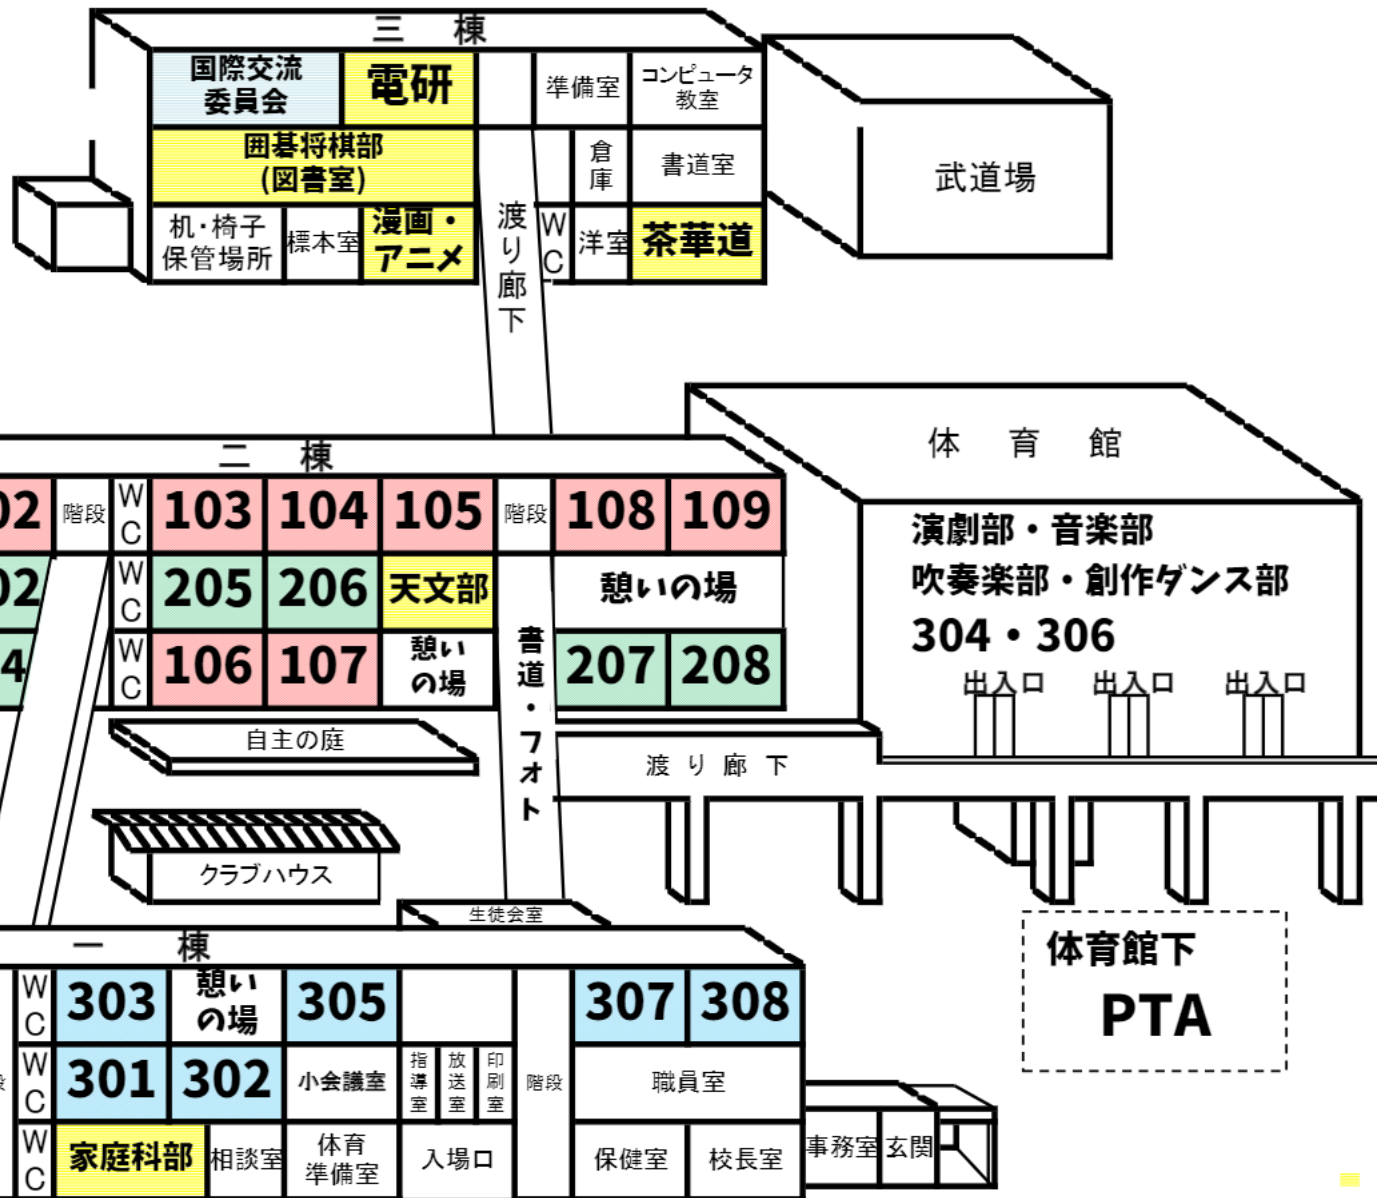 三 棟
国際交流
委員会
電研
準備室
コンピュータ
教室
囲碁将棋部
(図書室)
倉
庫
書道室
机・椅子
保管場所
標本室
漫画・
アニメ
渡
り
廊
下
W
C
洋室
茶華道
武道場
二 棟
02
階段
W
C
103
104
105
階段
108
109
02
W
C
205
206
天文部
憩いの場
4
W
C
106
107
憩い
の場
書
道
・
フ
ォ
ト
207
208
体 育 館
演劇部・音楽部
吹奏楽部・創作ダンス部
304・306
出入口
出入口
出入口
自主の庭
渡 り 廊 下
クラブハウス
生徒会室
一 棟
W
C
303
憩い
の場
305
307
308
段
W
C
301
302
小会議室
指
導
室
放
送
室
印
刷
室
階段
職員室
W
C
家庭科部
相談室
体育
準備室
入場口
保健室
校長室
事務室
玄関
体育館下
PTA